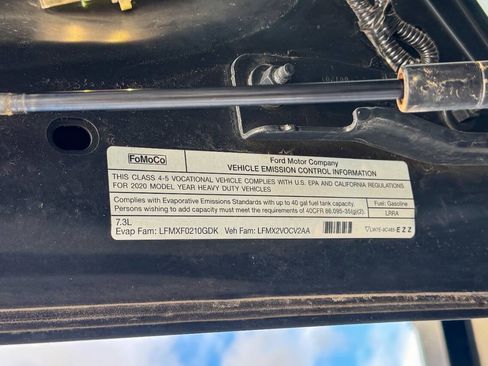 FoMoCo
Ford Motor Company
VEHICLE EMISSION CONTROL INFORMATION
THIS CLASS 4-5 VOCATIONAL VEHICLE COMPLIES WITH U.S. EPA AND CALIFORNIA REGULATIONS
FOR 2020 MODEL YEAR HEAVY DUTY VEHICLES
Complies with Evaporative Emissions Standards with up to 40 gal fuel tank capacity.
Persons wishing to add capacity must meet the requirements of 40CFR 86.095-35(g)(2).
Fuel: Gasoline
LRRA
7.3L
Evap Fam: LFMXF0210GDK Veh Fam: LFMX2VOCV2AA
EZZ